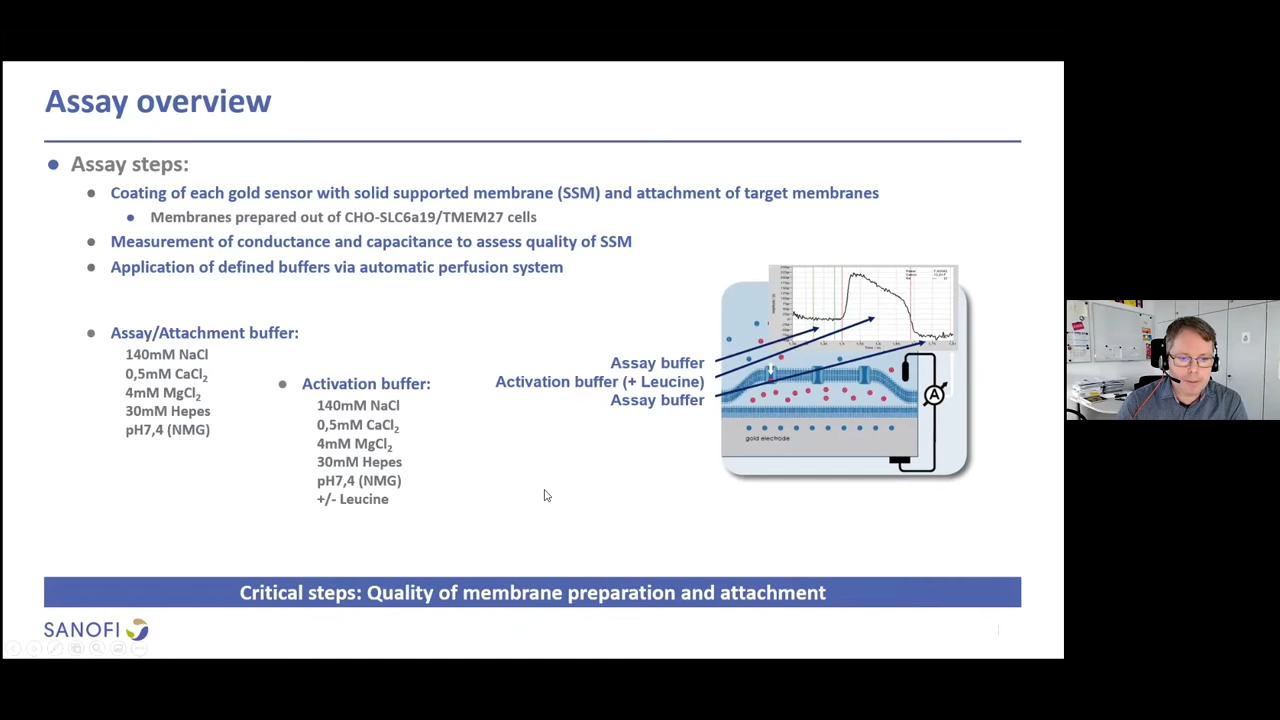 Assay overview
Assay steps:
Coating of each gold sensor with solid supported membrane (SSM) and attachment of target membranes
Membranes prepared out of CHO-SLC6a19/TMEM27 cells
Measurement of conductance and capacitance to assess quality of SSM
Application of defined buffers via automatic perfusion system
Assay/Attachment buffer:
140mM NaCl
0,5mM CaCl₂
4mM MgCl₂
30mM Hepes
pH7,4 (NMG)
Activation buffer:
140mM NaCl
0,5mM CaCl₂
4mM MgCl₂
30mM Hepes
pH7,4 (NMG)
+/- Leucine
Assay buffer
Activation buffer (+ Leucine)
Assay buffer
A
gold electrode
Critical steps: Quality of membrane preparation and attachment
SANOFI